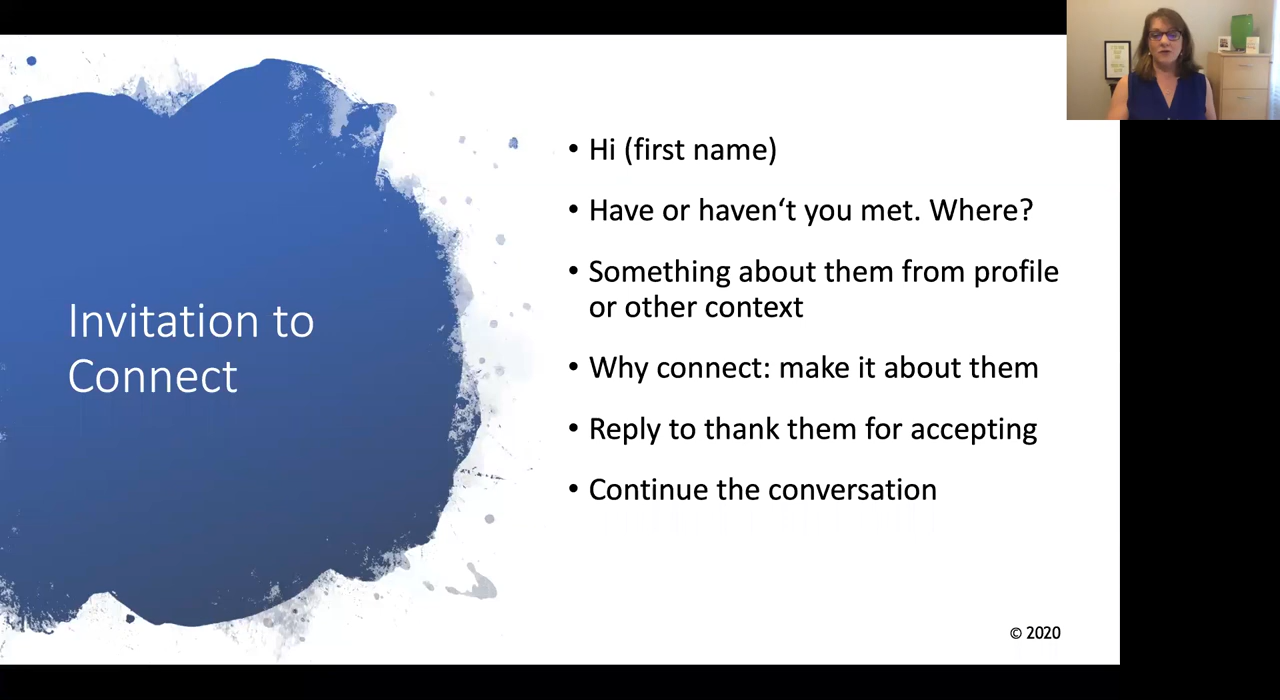 Invitation to
Connect
• Hi (first name)
• Have or haven‘t you met. Where?
• Something about them from profile
or other context
• Why connect: make it about them
• Reply to thank them for accepting
• Continue the conversation
© 2020